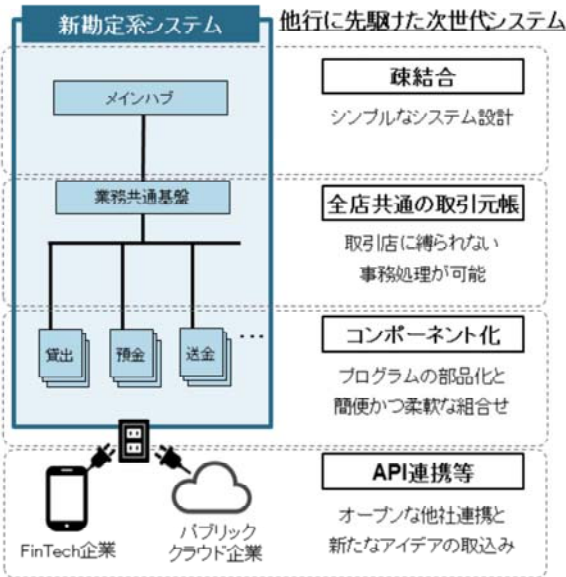 新勘定系システム
他行に先駆けた次世代システム
メインハブ
疎結合
シンプルなシステム設計
業務共通基盤
全店共通の取引元帳
取引店に縛られない
事務処理が可能
貸出
預金
送金
・・・
コンポーネント化
プログラムの部品化と
簡便かつ柔軟な組合せ
FinTech企業
パブリック
クラウド企業
API連携等
オープンな他社連携と
新たなアイデアの取込み